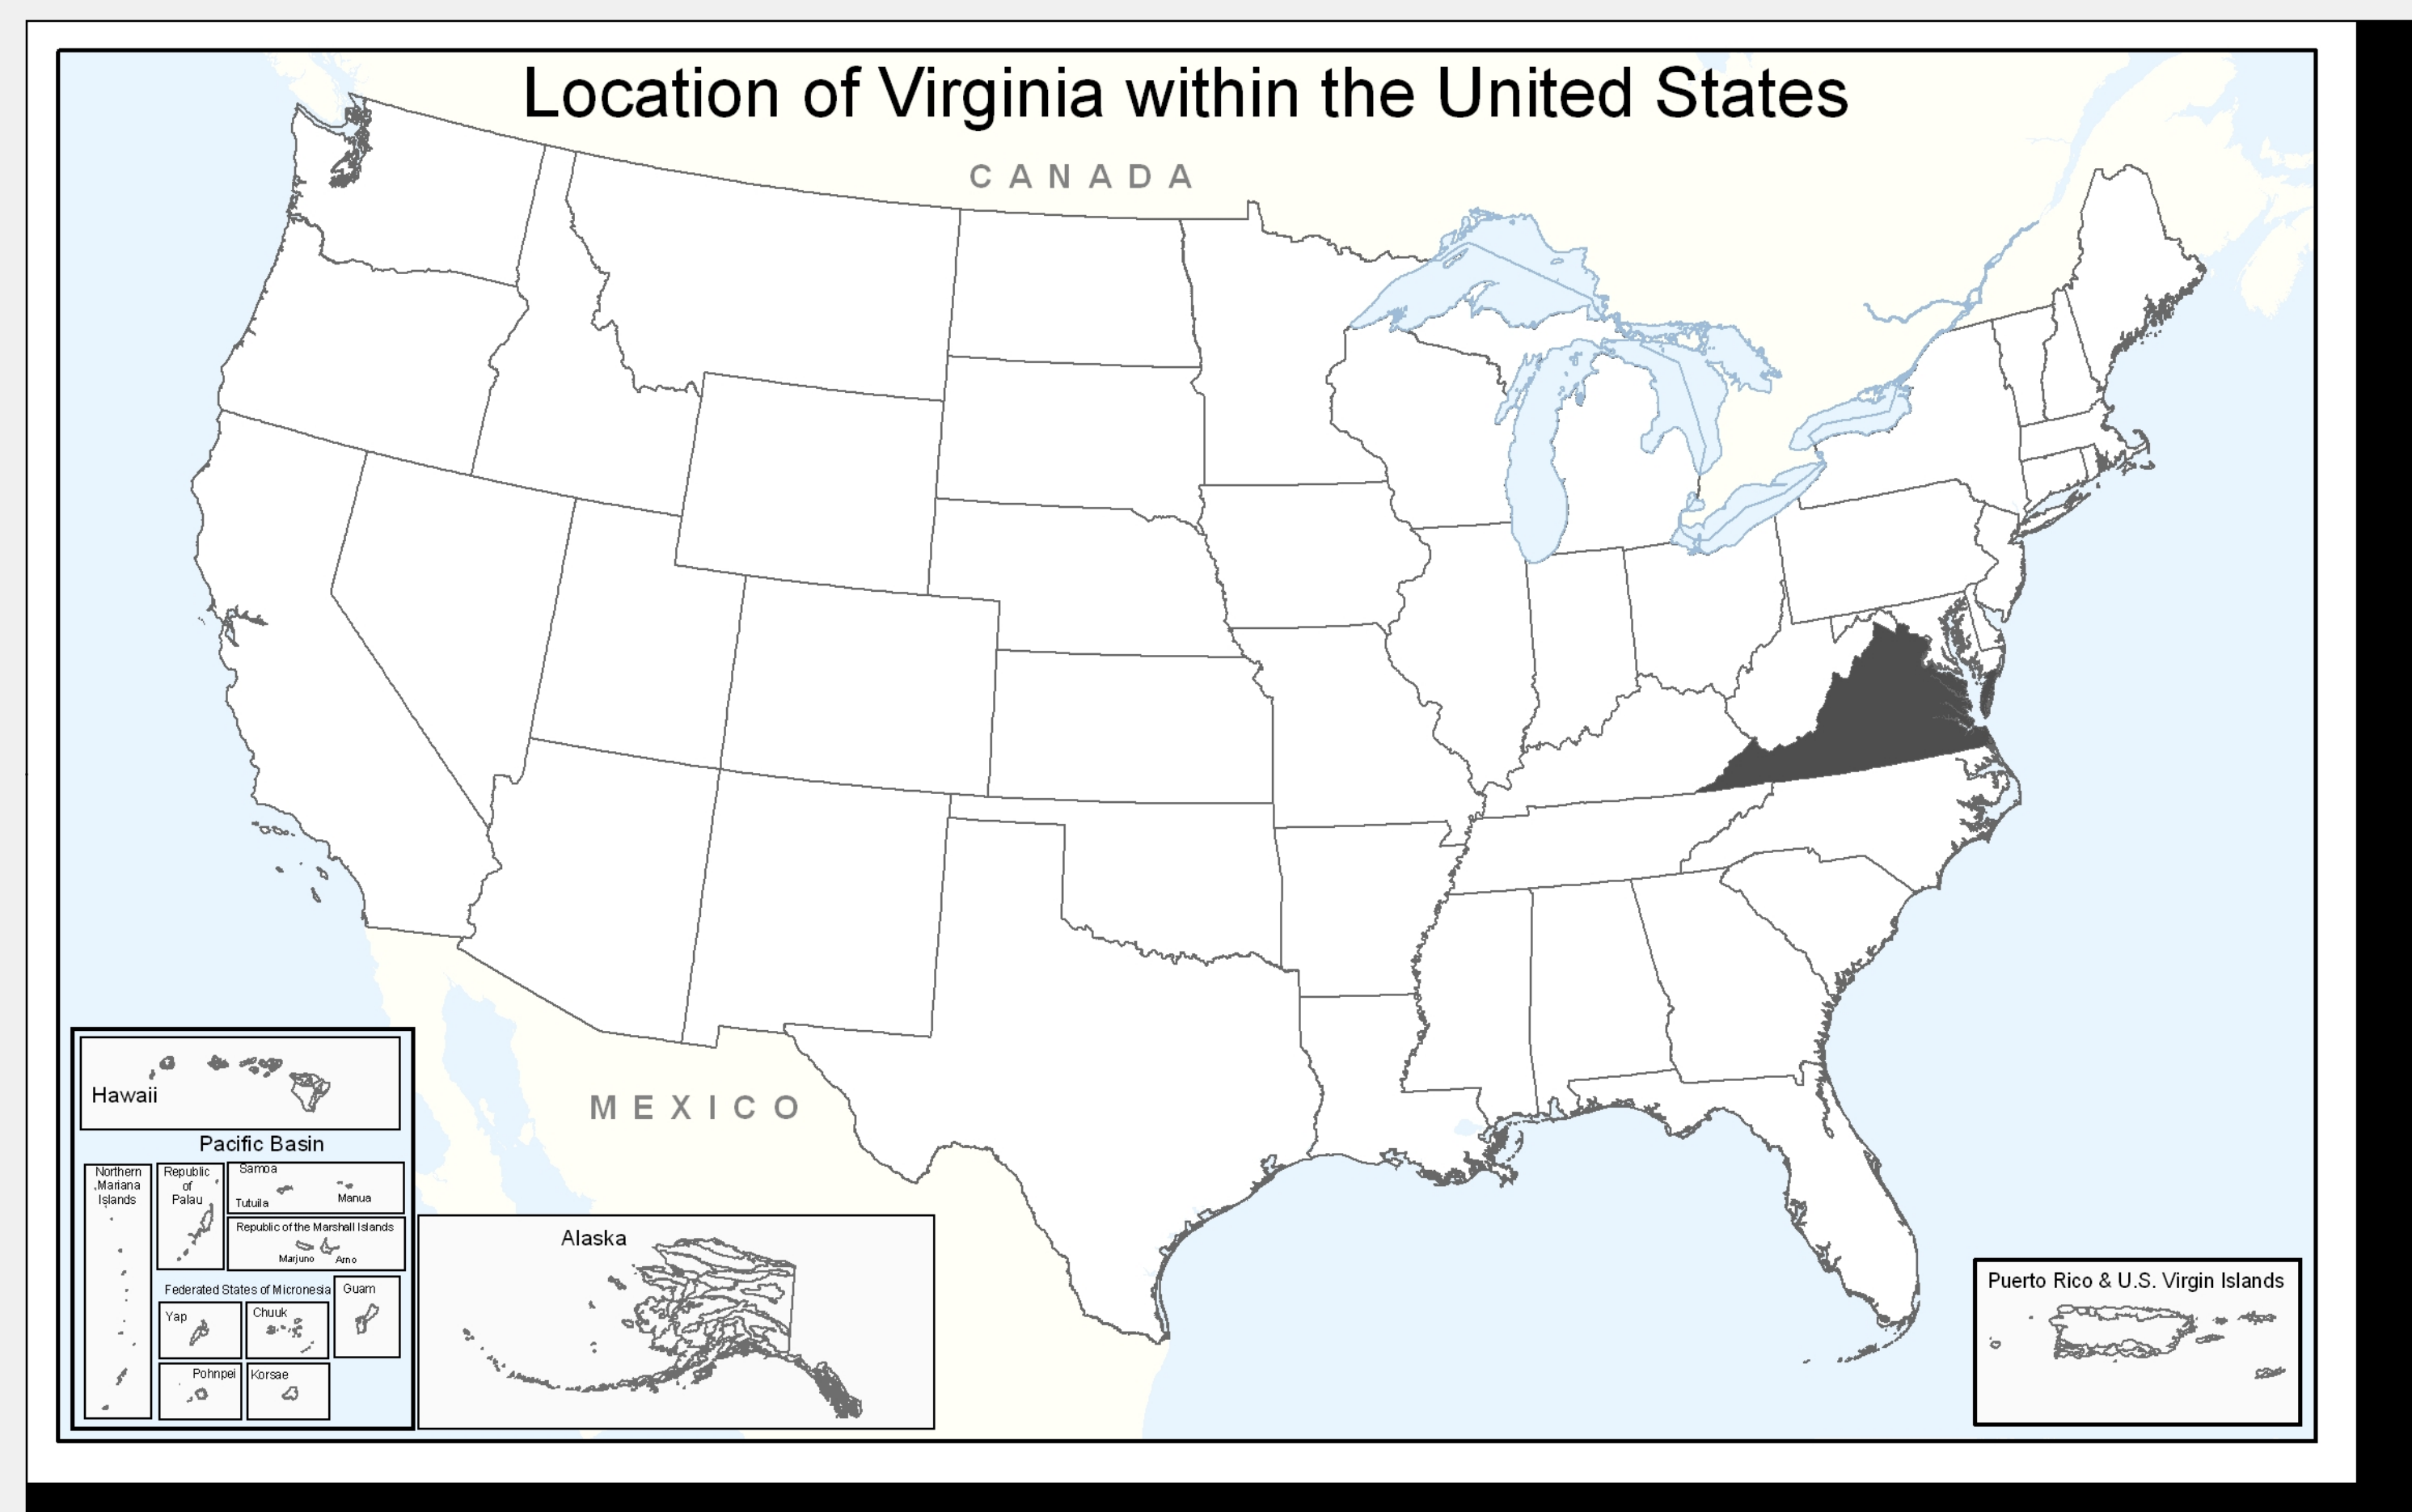 Location of Virginia within the United States
CANADA
MEXICO
Hawaii
Pacific Basin
Northern
Mariana
Islands
Republic
of
Palau
Samoa
Tutuila
Manua
Republic of the Marshall Islands
Marjuno
Arno
Federated States of Micronesia
Guam
Yap
Chuuk
Pohnpei
Korsae
Alaska
Puerto Rico & U.S. Virgin Islands